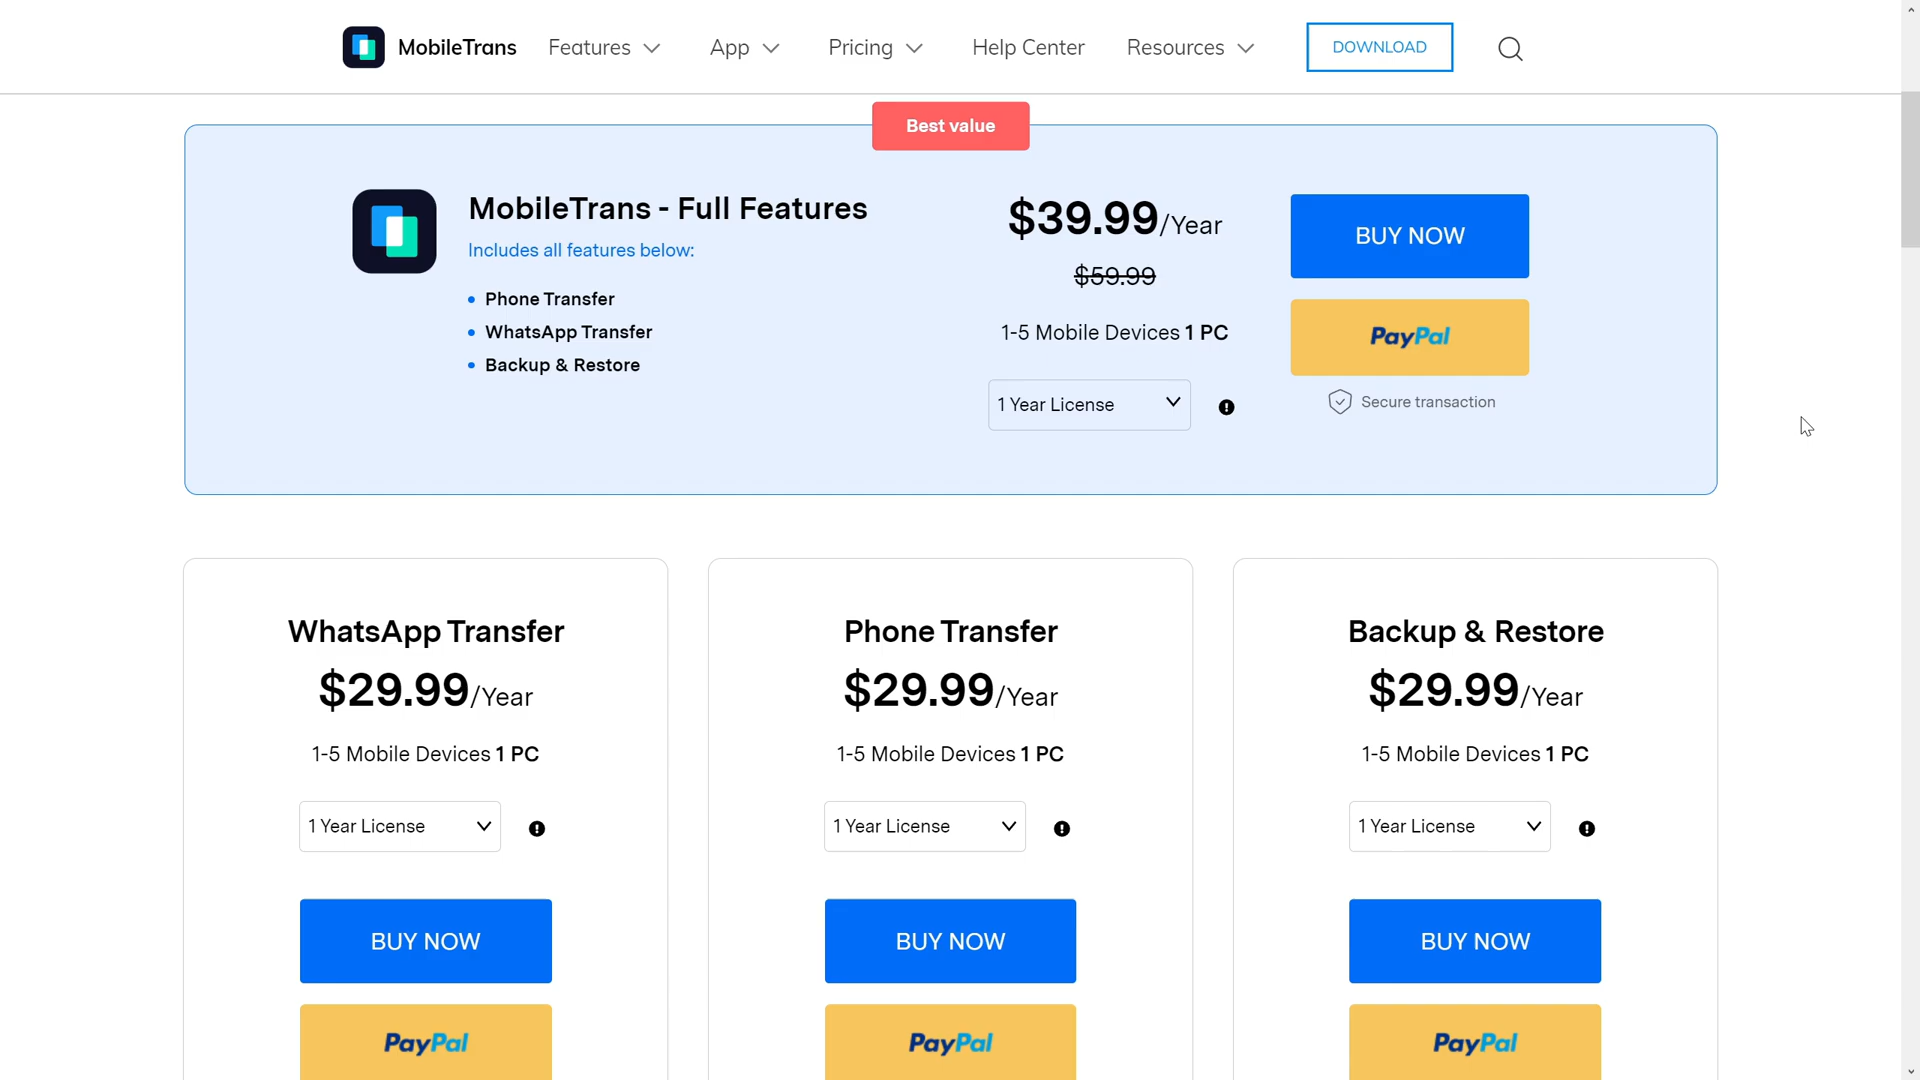 MobileTrans Features App Pricing Help Center Resources DOWNLOAD
Best value
MobileTrans - Full Features
Includes all features below:
Phone Transfer
WhatsApp Transfer
Backup & Restore
$39.99/Year
$59.99
1-5 Mobile Devices 1 PC
1 Year License
BUY NOW
PayPal
Secure transaction
WhatsApp Transfer
$29.99/Year
1-5 Mobile Devices 1 PC
1 Year License
BUY NOW
PayPal
Phone Transfer
$29.99/Year
1-5 Mobile Devices 1 PC
1 Year License
BUY NOW
PayPal
Backup & Restore
$29.99/Year
1-5 Mobile Devices 1 PC
1 Year License
BUY NOW
PayPal